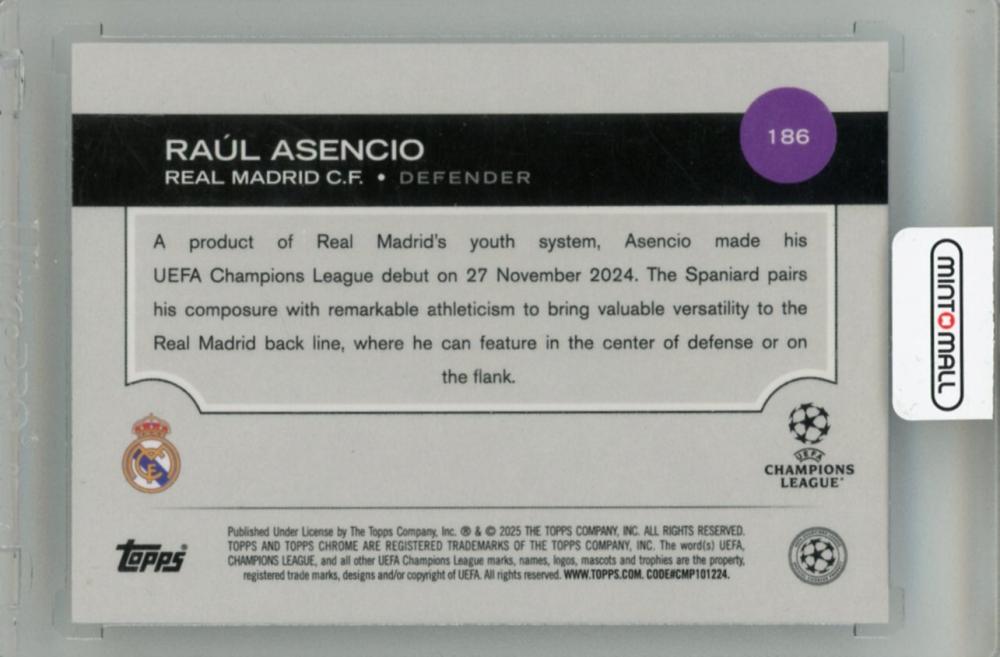 186
RAÚL ASENCIO
REAL MADRID C.F. • DEFENDER
A product of Real Madrid's youth system, Asencio made his
UEFA Champions League debut on 27 November 2024. The Spaniard pairs
his composure with remarkable athleticism to bring valuable versatility to the
Real Madrid back line, where he can feature in the center of defense or on
the flank.
MINT MALL
UEFA
CHAMPIONS
LEAGUE
Published Under License by The Topps Company, Inc. ® & © 2025 THE TOPPS COMPANY, INC. ALL RIGHTS RESERVED.
TOPPS AND TOPPS CHROME ARE REGISTERED TRADEMARKS OF THE TOPPS COMPANY, INC. The word(s) UEFA,
CHAMPIONS LEAGUE, and all other UEFA Champions League marks, names, logos, mascots and trophies are the property,
registered trade marks, designs and/or copyright of UEFA. All rights reserved. WWW.TOPPS.COM. CODE#CMP101224.
Topps®